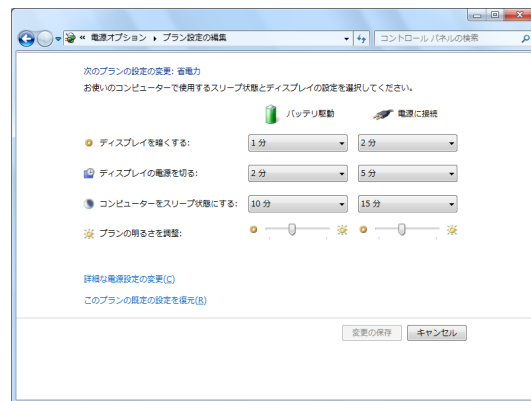 « 電源オプション ▸ プラン設定の編集
コントロール パネルの検索
次のプランの設定の変更: 省電力
お使いのコンピューターで使用するスリープ状態とディスプレイの設定を選択してください。
バッテリ駆動 電源に接続
ディスプレイを暗くする: 1 分 2 分
ディスプレイの電源を切る: 2 分 5 分
コンピューターをスリープ状態にする: 10 分 15 分
プランの明るさを調整:
詳細な電源設定の変更(C)
このプランの既定の設定を復元(R)
変更の保存 キャンセル